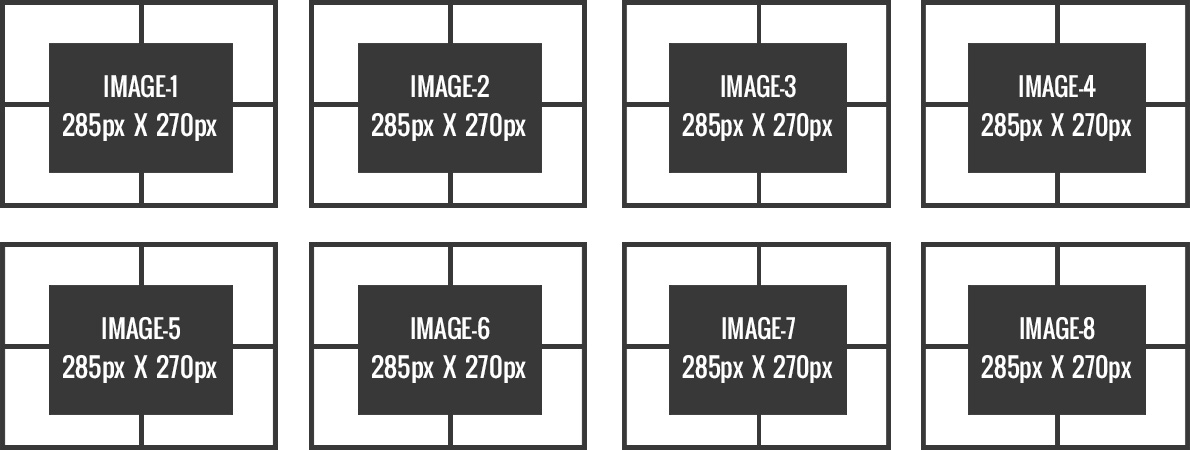 IMAGE-1
285px X 270px
IMAGE-2
285px X 270px
IMAGE-3
285px X 270px
IMAGE-4
285px X 270px
IMAGE-5
285px X 270px
IMAGE-6
285px X 270px
IMAGE-7
285px X 270px
IMAGE-8
285px X 270px